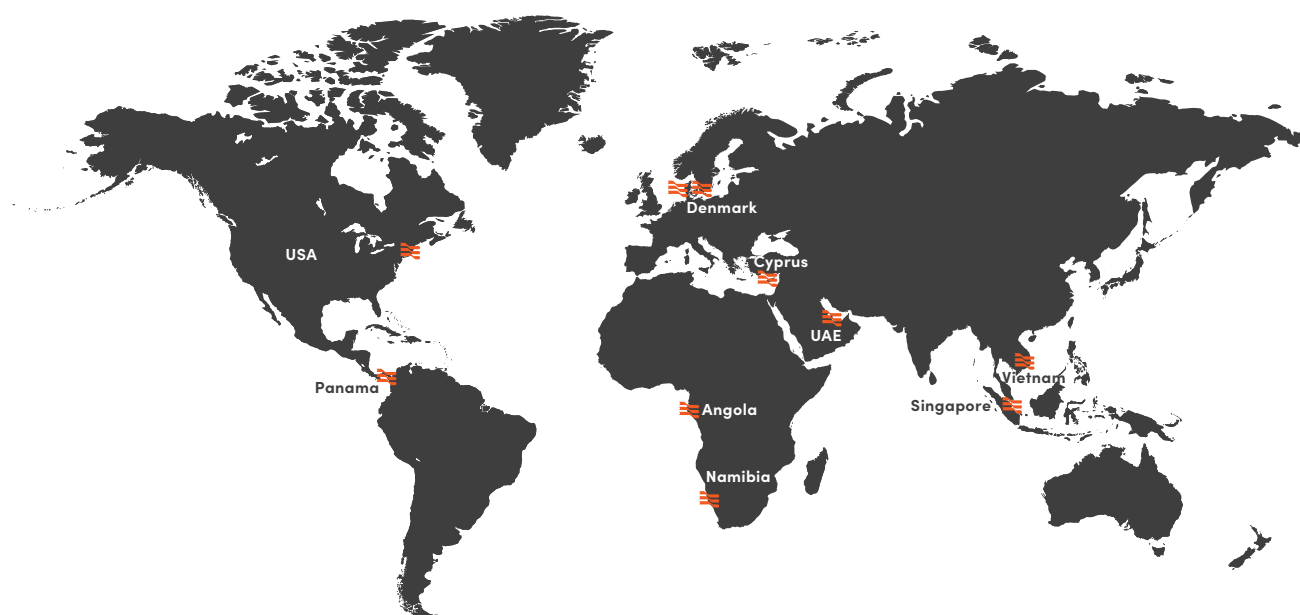 Denmark
USA
Cyprus
UAE
Vietnam
Panama
Singapore
Angola
Namibia